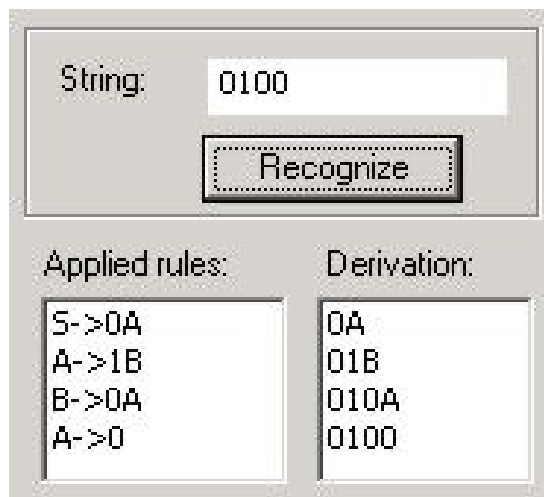 String: 0100
Recognize
Applied rules: Derivation:
S->0A 0A
A->1B 01B
B->0A 010A
A->0 0100